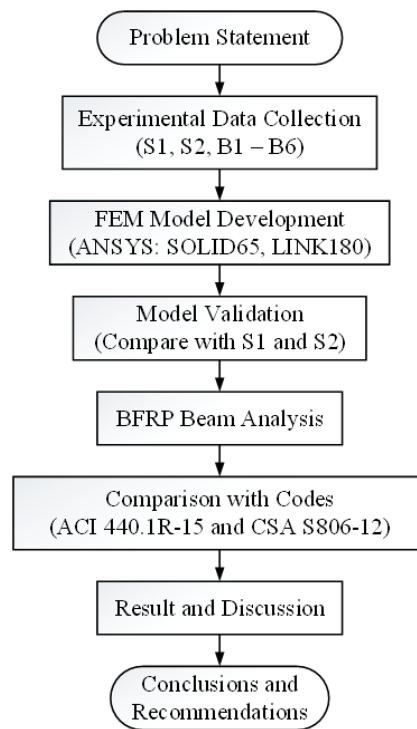 Problem Statement
Experimental Data Collection
(S1, S2, B1 – B6)
FEM Model Development
(ANSYS: SOLID65, LINK180)
Model Validation
(Compare with S1 and S2)
BFRP Beam Analysis
Comparison with Codes
(ACI 440.1R-15 and CSA S806-12)
Result and Discussion
Conclusions and
Recommendations